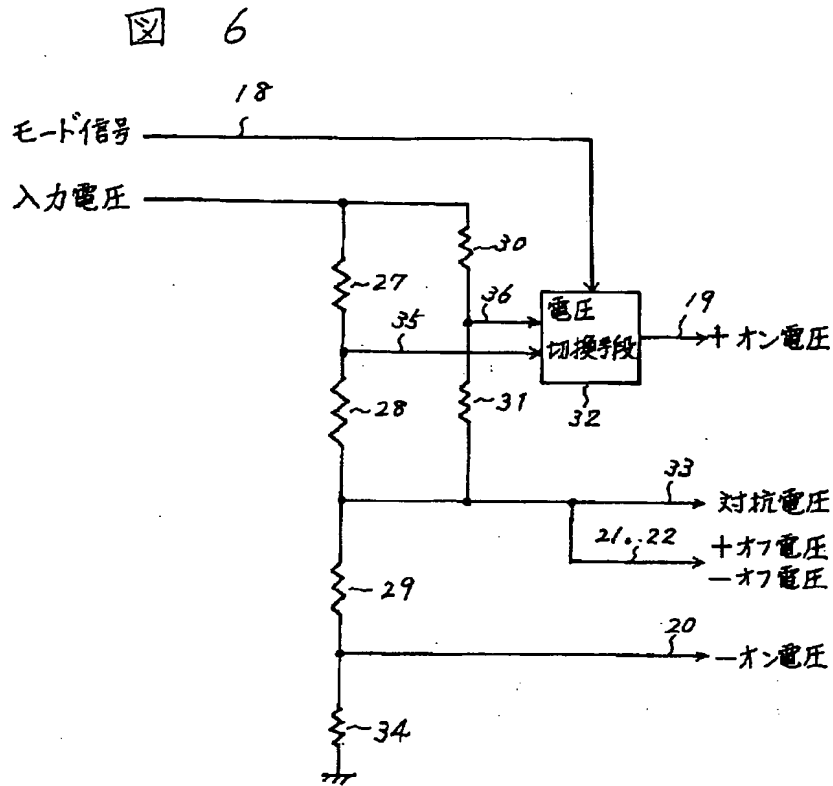 図 6
18
モード信号
入力電圧
~30
~27
36
電圧
19
35
切換手段
+オン電圧
~28
~31
32
33
対抗電圧
21..22
+オフ電圧
-オフ電圧
~29
20
-オン電圧
~34